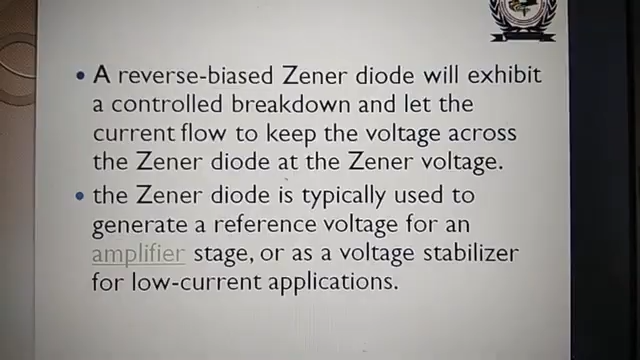 • A reverse-biased Zener diode will exhibit
a controlled breakdown and let the
current flow to keep the voltage across
the Zener diode at the Zener voltage.
• the Zener diode is typically used to
generate a reference voltage for an
amplifier stage, or as a voltage stabilizer
for low-current applications.